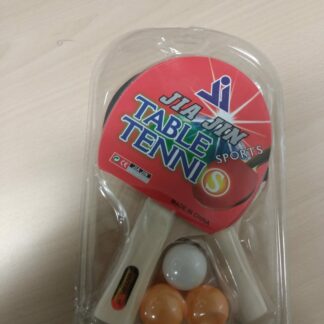 JIA JIN
TABLE
TENNIS
SPORTS
MADE IN CHINA